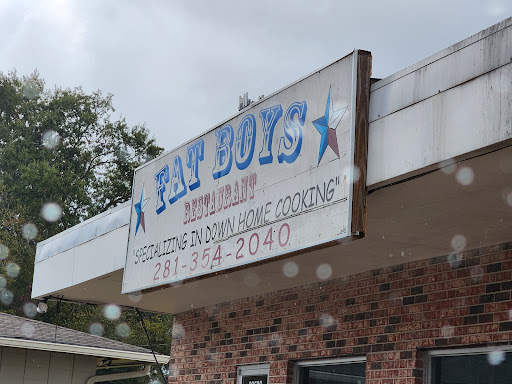 FAT BOYS
RESTAURANT
"SPECIALIZING IN DOWN HOME COOKING"
281-354-2040